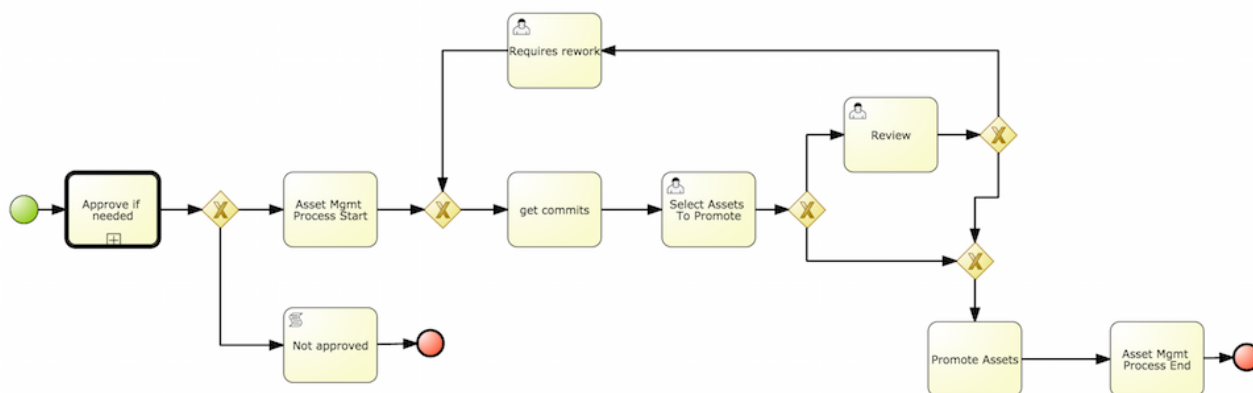 Requires rework
Review
Approve if
needed
Asset Mgmt
Process Start
get commits
Select Assets
To Promote
Not approved
Promote Assets
Asset Mgmt
Process End